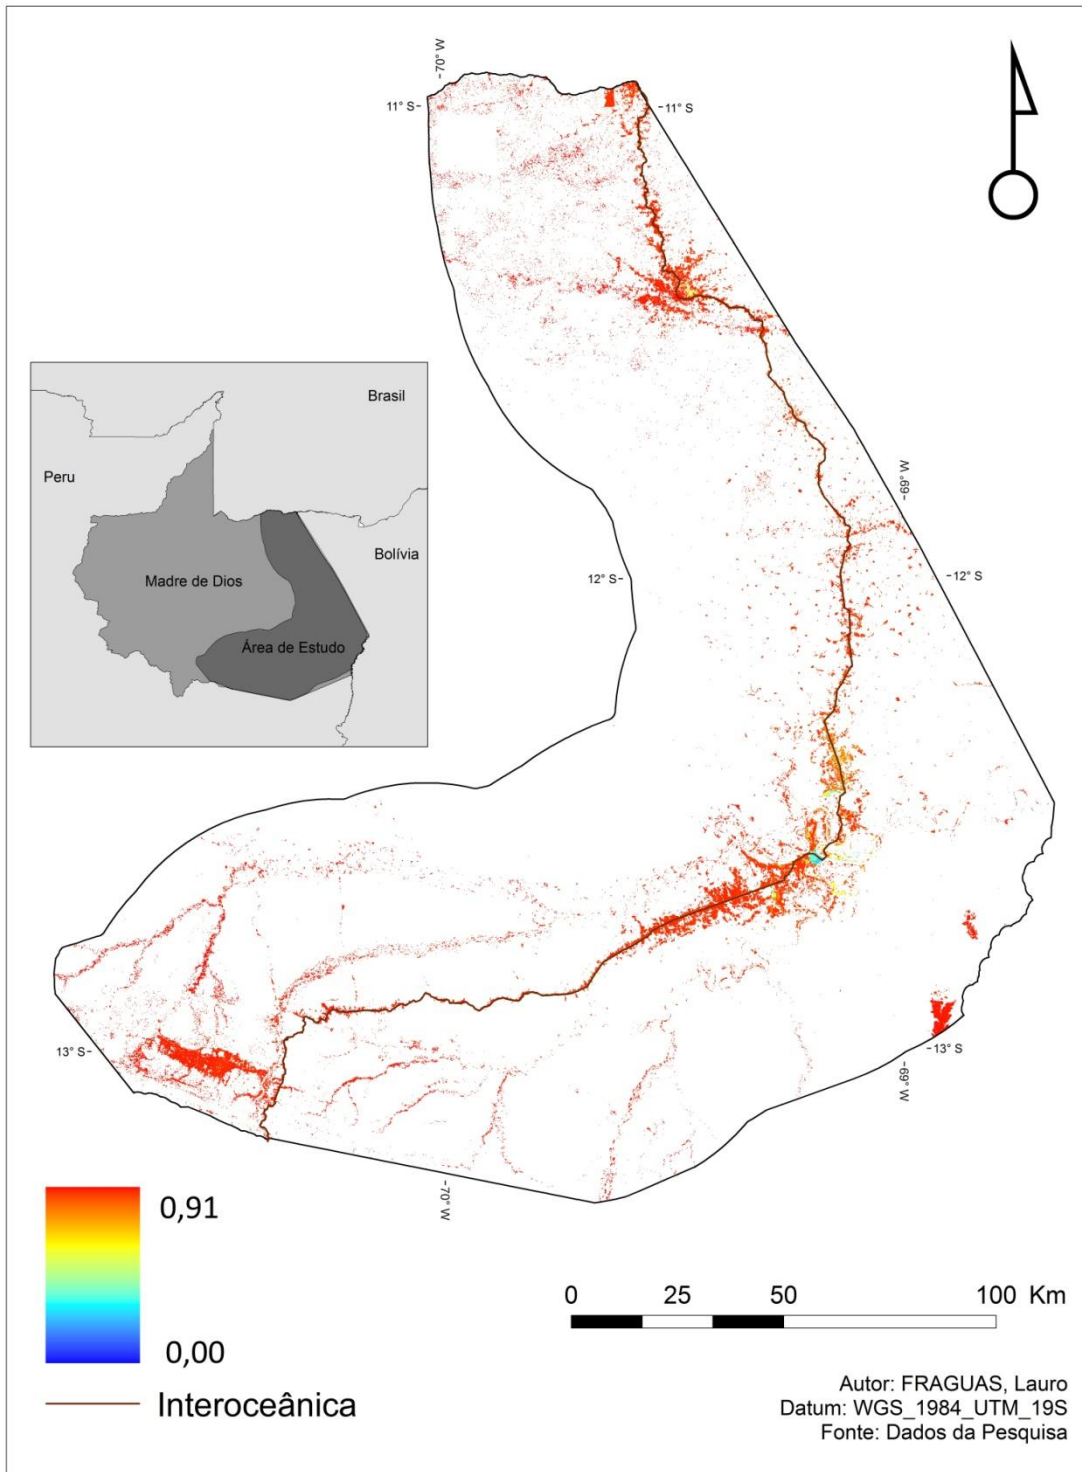 70° W
11° S
11° S
Brasil
Peru
69° W
Bolívia
12° S
12° S
Madre de Dios
Área de Estudo
13° S
13° S
69° W
70° W
0,91
0,00
Interoceânica
0 25 50 100 Km
Autor: FRAGUAS, Lauro
Datum: WGS_1984_UTM_19S
Fonte: Dados da Pesquisa